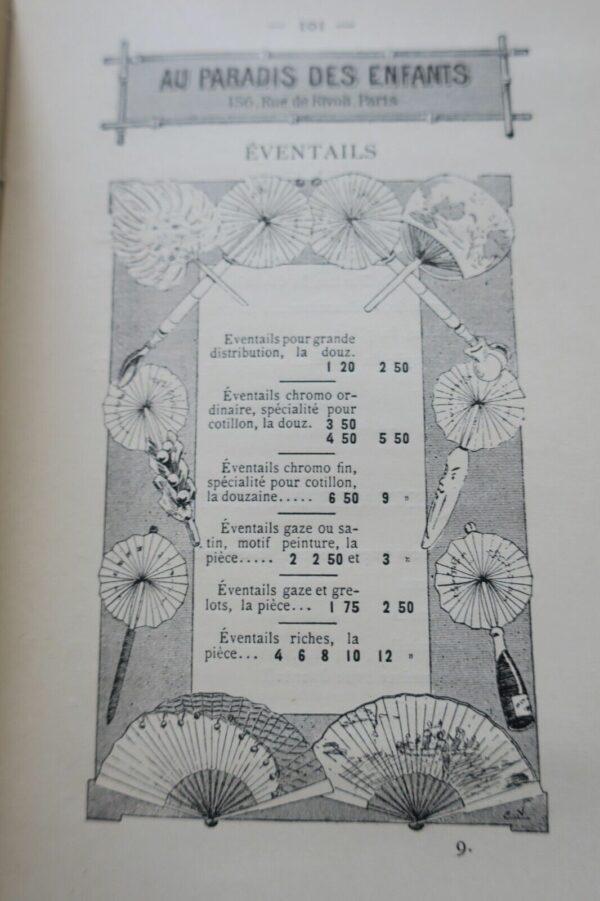 — 101 —
AU PARADIS DES ENFANTS
156, Rue de Rivoli, Paris
ÉVENTAILS
Eventails pour grande
distribution, la douz.
1 20 2 50
Éventails chromo or-
dinaire, spécialité pour
cotillon, la douz. 3 50
4 50 5 50
Éventails chromo fin,
spécialité pour cotillon,
la douzaine..... 6 50 9 »
Éventails gaze ou sa-
tin, motif peinture, la
pièce..... 2 2 50 et 3 »
Éventails gaze et gre-
lots, la pièce... 1 75 2 50
Éventails riches, la
pièce... 4 6 8 10 12 »
9.